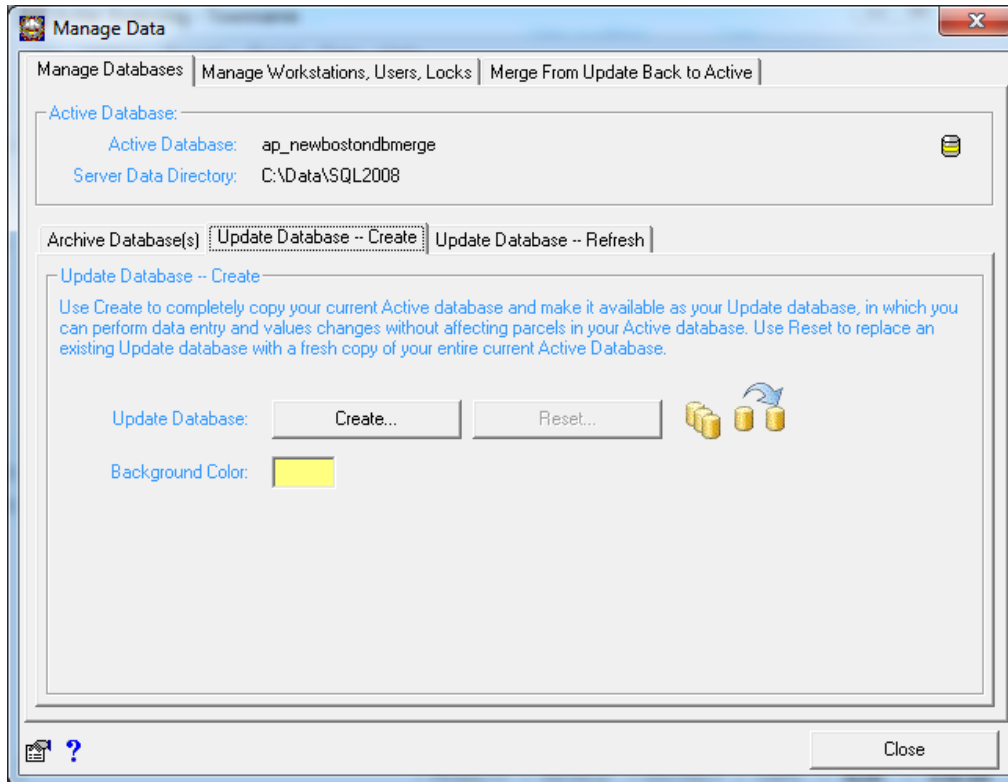 Manage Data
Manage Databases
Manage Workstations, Users, Locks
Merge From Update Back to Active
Active Database:
Active Database: ap_newbostondbmerge
Server Data Directory: C:\Data\SQL2008
Archive Database(s)
Update Database -- Create
Update Database -- Refresh
Update Database -- Create
Use Create to completely copy your current Active database and make it available as your Update database, in which you
can perform data entry and values changes without affecting parcels in your Active database. Use Reset to replace an
existing Update database with a fresh copy of your entire current Active Database.
Update Database: Create... Reset...
Background Color:
?
Close